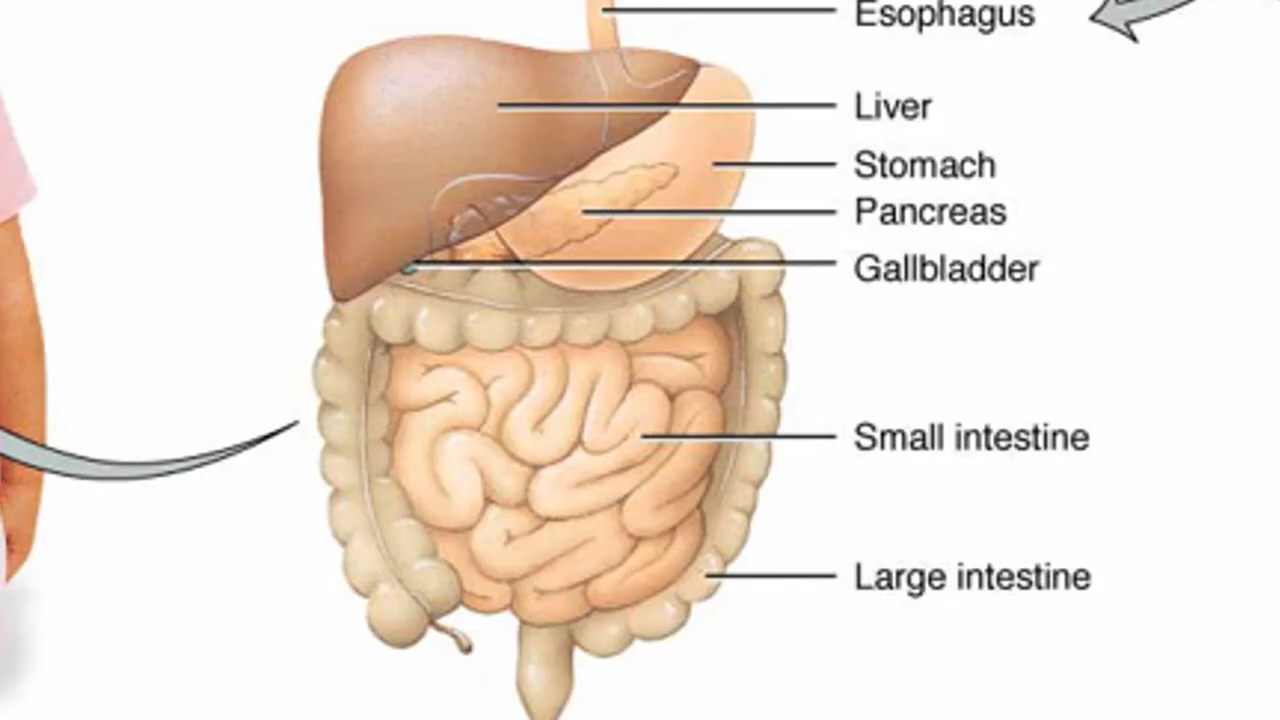 Esophagus
Liver
Stomach
Pancreas
Gallbladder
Small intestine
Large intestine